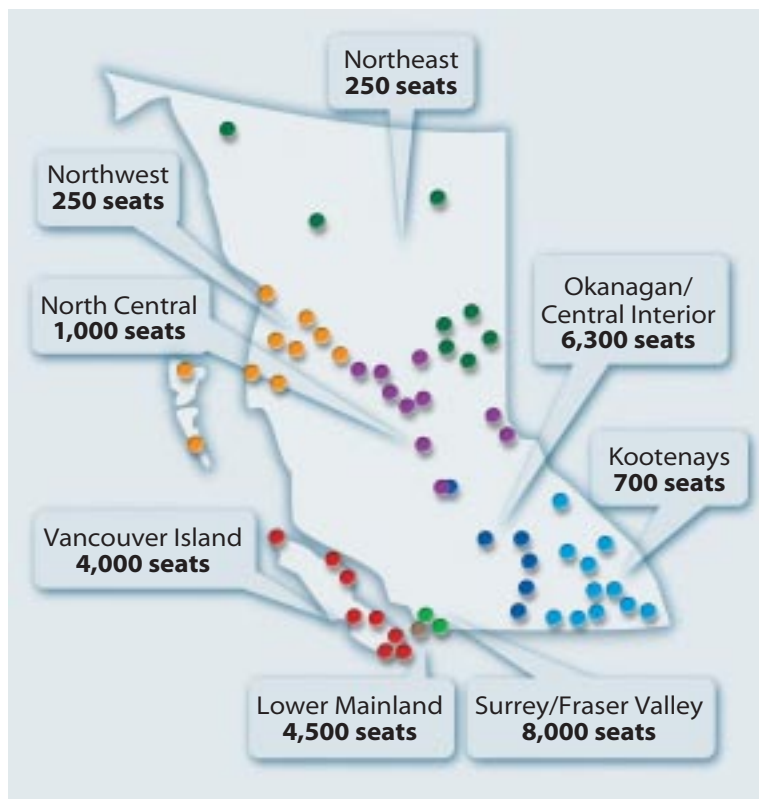 Northeast
250 seats
Northwest
250 seats
North Central
1,000 seats
Okanagan/
Central Interior
6,300 seats
Kootenays
700 seats
Vancouver Island
4,000 seats
Lower Mainland
4,500 seats
Surrey/Fraser Valley
8,000 seats